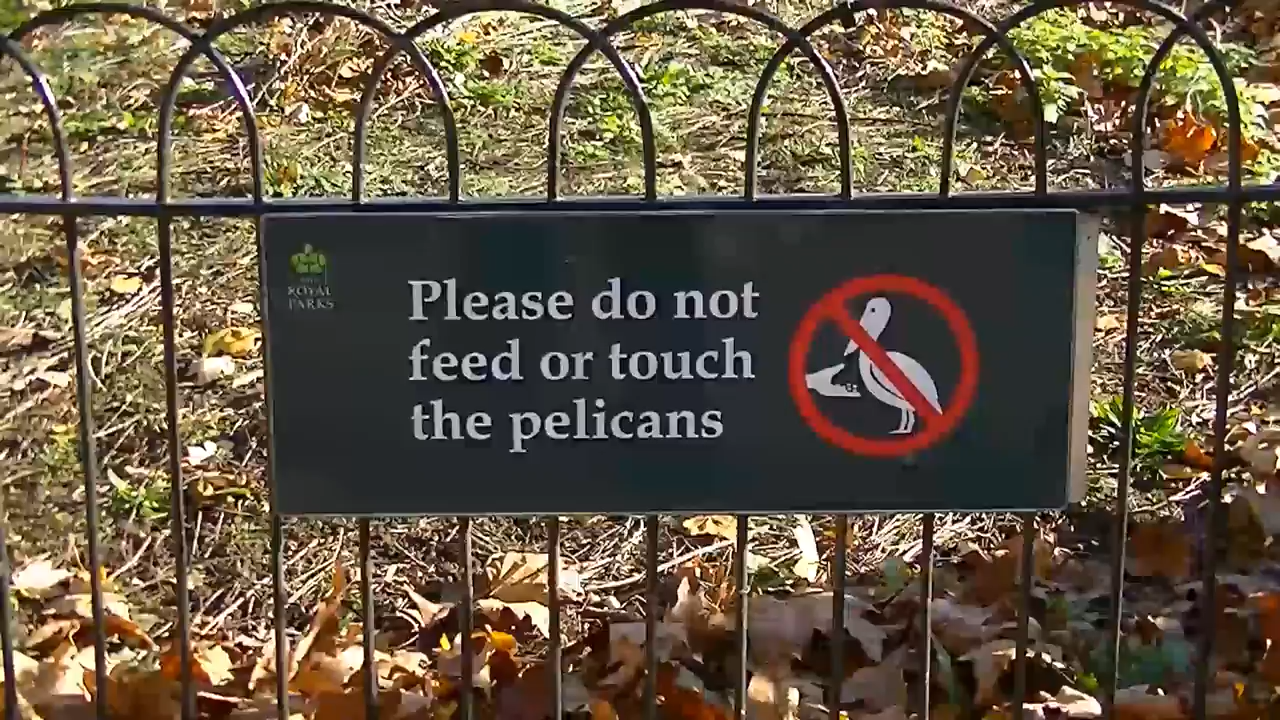 ROYAL
PARKS
Please do not
feed or touch
the pelicans